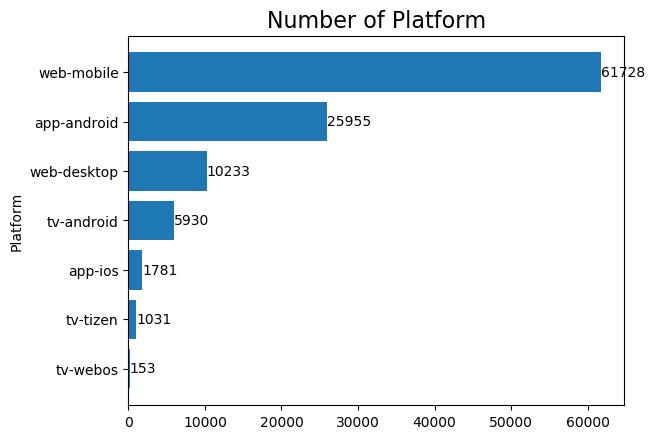 Number of Platform
Platform
web-mobile 61728
app-android 25955
web-desktop 10233
tv-android 5930
app-ios 1781
tv-tizen 1031
tv-webos 153
0 10000 20000 30000 40000 50000 60000